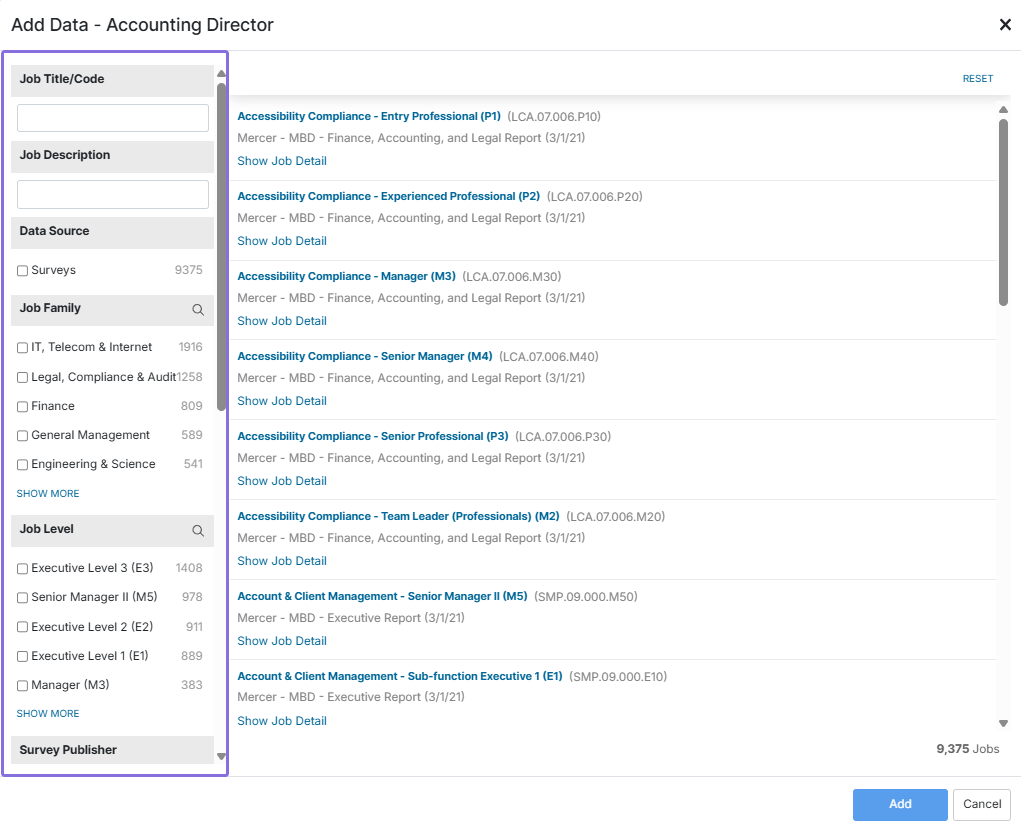 Add Data - Accounting Director
Job Title/Code
Job Description
Data Source
Surveys 9375
Job Family
IT, Telecom & Internet 1916
Legal, Compliance & Audit 1258
Finance 809
General Management 589
Engineering & Science 541
SHOW MORE
Job Level
Executive Level 3 (E3) 1408
Senior Manager II (M5) 978
Executive Level 2 (E2) 911
Executive Level 1 (E1) 889
Manager (M3) 383
SHOW MORE
Survey Publisher
RESET
Accessibility Compliance - Entry Professional (P1) (LCA.07.006.P10)
Mercer - MBD - Finance, Accounting, and Legal Report (3/1/21)
Show Job Detail
Accessibility Compliance - Experienced Professional (P2) (LCA.07.006.P20)
Mercer - MBD - Finance, Accounting, and Legal Report (3/1/21)
Show Job Detail
Accessibility Compliance - Manager (M3) (LCA.07.006.M30)
Mercer - MBD - Finance, Accounting, and Legal Report (3/1/21)
Show Job Detail
Accessibility Compliance - Senior Manager (M4) (LCA.07.006.M40)
Mercer - MBD - Finance, Accounting, and Legal Report (3/1/21)
Show Job Detail
Accessibility Compliance - Senior Professional (P3) (LCA.07.006.P30)
Mercer - MBD - Finance, Accounting, and Legal Report (3/1/21)
Show Job Detail
Accessibility Compliance - Team Leader (Professionals) (M2) (LCA.07.006.M20)
Mercer - MBD - Finance, Accounting, and Legal Report (3/1/21)
Show Job Detail
Account & Client Management - Senior Manager II (M5) (SMP.09.000.M50)
Mercer - MBD - Executive Report (3/1/21)
Show Job Detail
Account & Client Management - Sub-function Executive 1 (E1) (SMP.09.000.E10)
Mercer - MBD - Executive Report (3/1/21)
Show Job Detail
9,375 Jobs
Add
Cancel